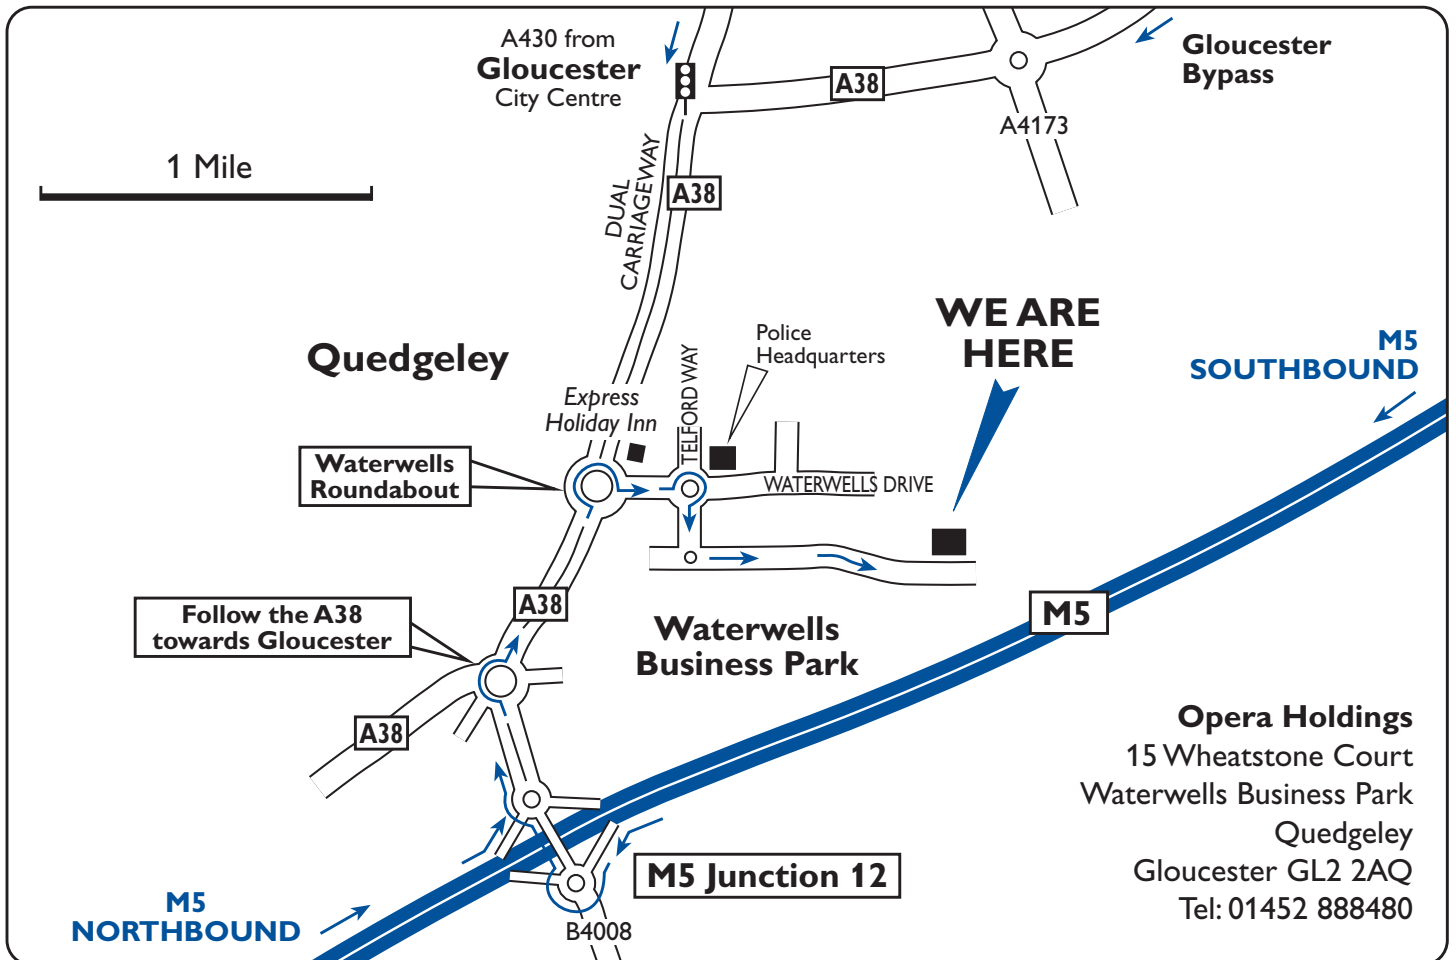 A430 from
Gloucester
City Centre
A38
Gloucester
Bypass
A4173
1 Mile
DUAL
CARRIAGEWAY
A38
WE ARE
HERE
Police
Headquarters
M5
SOUTHBOUND
Quedgeley
TELFORD WAY
Express
Holiday Inn
Waterwells
Roundabout
WATERWELLS DRIVE
A38
Follow the A38
towards Gloucester
Waterwells
Business Park
M5
A38
M5 Junction 12
M5
NORTHBOUND
B4008
Opera Holdings
15 Wheatstone Court
Waterwells Business Park
Quedgeley
Gloucester GL2 2AQ
Tel: 01452 888480